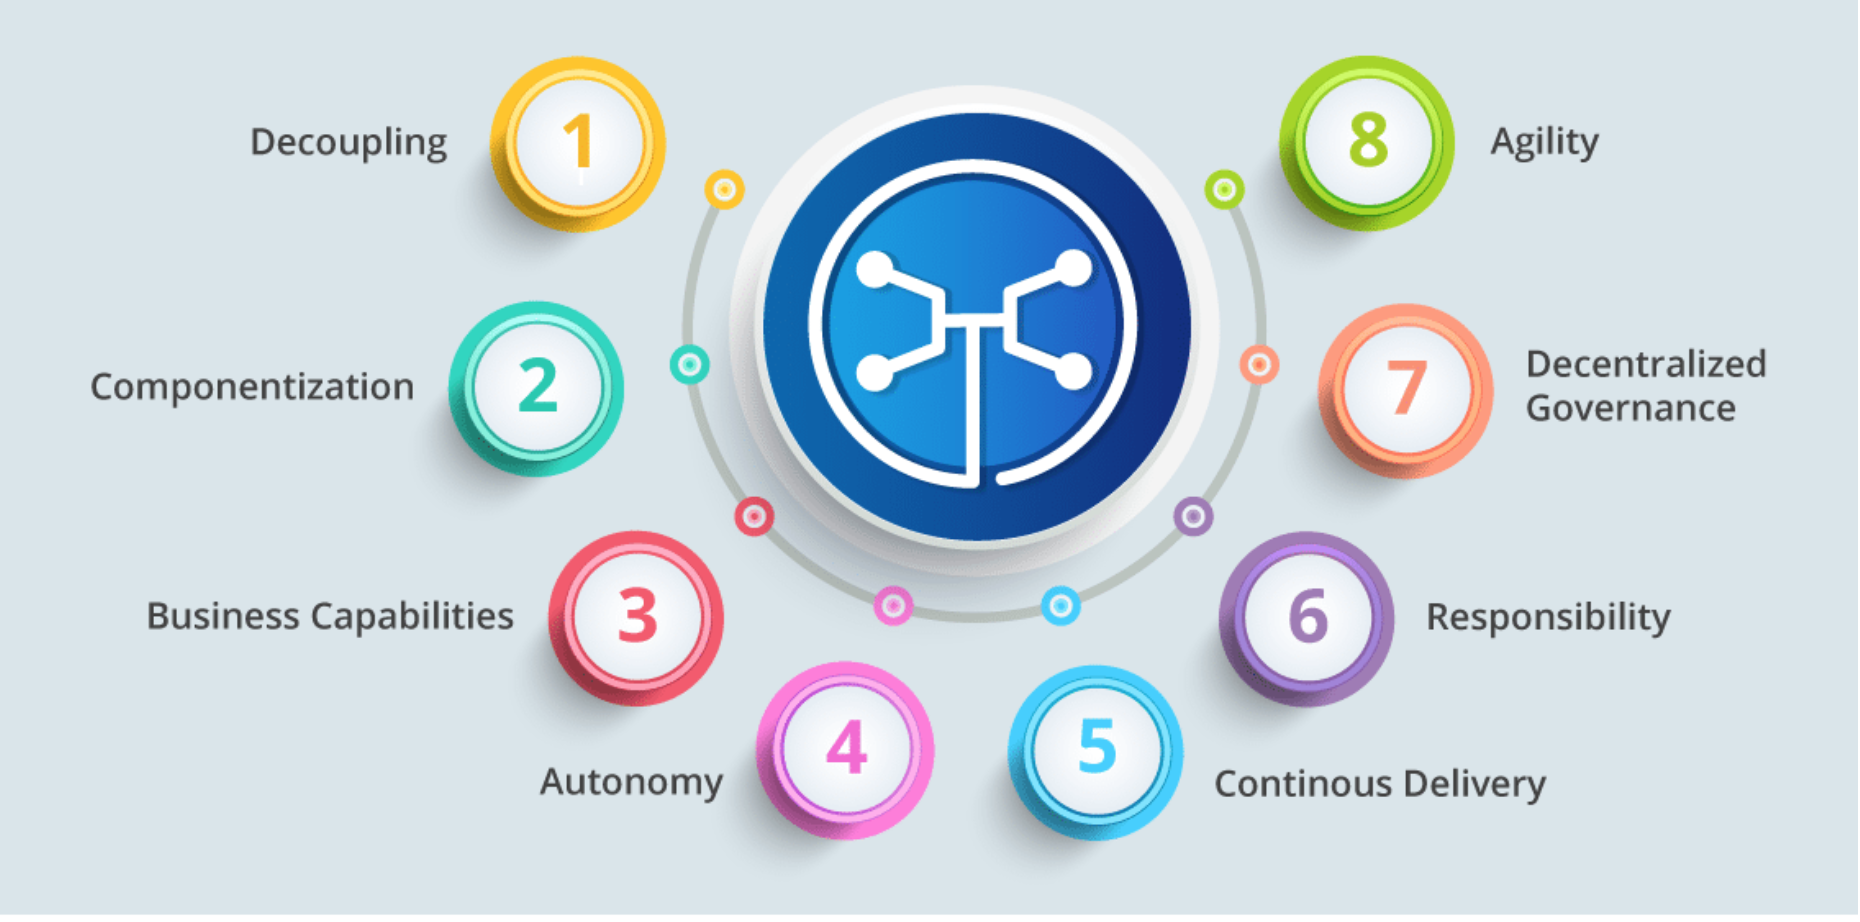 1
Decoupling
2
Componentization
3
Business Capabilities
4
Autonomy
5
Continous Delivery
6
Responsibility
7
Decentralized
Governance
8
Agility